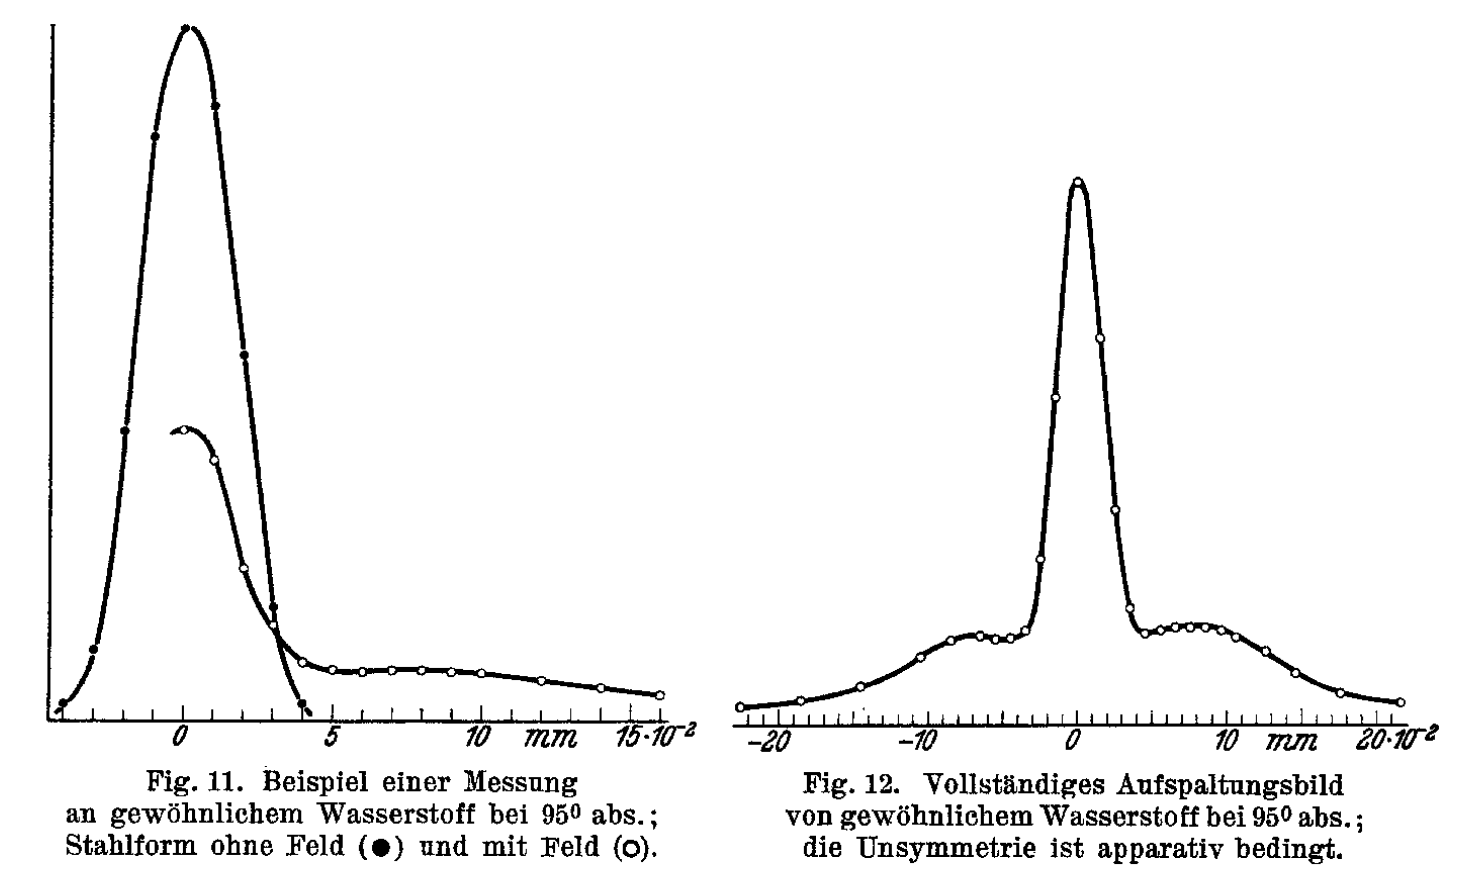 0 5 10 mm 15·10⁻²
Fig. 11. Beispiel einer Messung
an gewöhnlichem Wasserstoff bei 95⁰ abs.;
Stahlform ohne Feld (●) und mit Feld (○).
-20 -10 0 10 mm 20·10⁻²
Fig. 12. Vollständiges Aufspaltungsbild
von gewöhnlichem Wasserstoff bei 95⁰ abs.;
die Unsymmetrie ist apparativ bedingt.